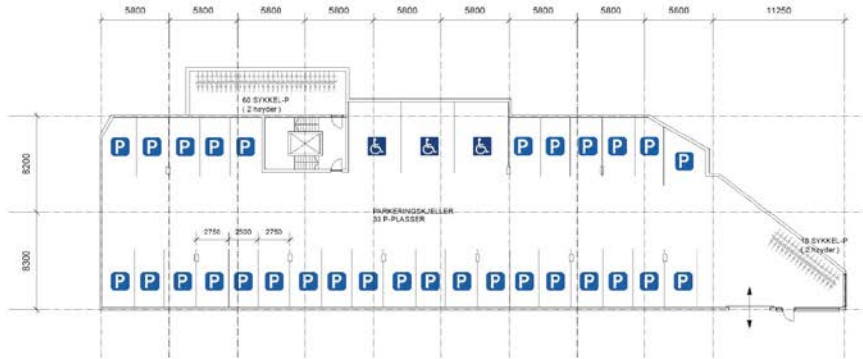 5800 5800 5800 5800 5800 5800 5800 5800 5800 11250
60 SYKKEL-P
( 2 høyder )
8200
P P P P P P P P P P P
PARKERINGSKJELLER
33 P-PLASSER
2750 2500 2750
18 SYKKEL-P
( 2 høyder )
8300
P P P P P P P P P P P P P P P P P P P